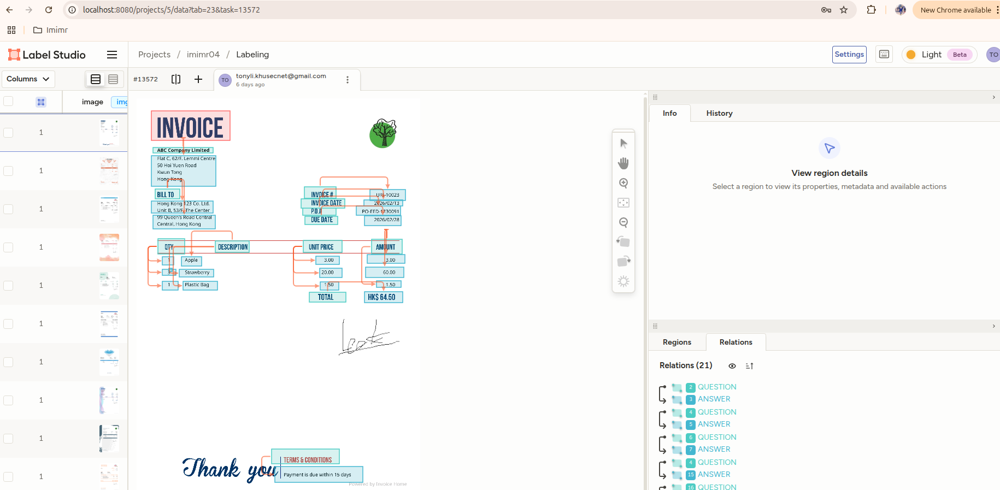 localhost:8080/projects/5/data?tab=23&task=13572
New Chrome available
Imimr
Label Studio
Projects / imimr04 / Labeling
Settings
Light Beta
TO
Columns
#13572
TO
tonyli.khusecnet@gmail.com
6 days ago
image
img
1
1
1
1
1
1
1
1
1
1
INVOICE
ABC Company Limited
Flat C, 62/F. Lemmi Centre
50 Hoi Yuen Road
Kwun Tong
Hong Kong
BILL TO
Hong Kong 123 Co. Ltd.
Unit B, 53/F. The Center
99 Queen's Road Central
Central, Hong Kong
INVOICE # URI-10023
INVOICE DATE 2026/02/13
P.O.# PO-EED-1230091
DUE DATE 2026/02/28
QTY DESCRIPTION UNIT PRICE AMOUNT
1 Apple 3.00 3.00
3 Strawberry 20.00 60.00
1 Plastic Bag 1.50 1.50
TOTAL HK$ 64.50
Thank you
TERMS & CONDITIONS
Payment is due within 15 days
Powered by Invoice Home
Info History
View region details
Select a region to view its properties, metadata and available actions
Regions Relations
Relations (21)
2 QUESTION
3 ANSWER
4 QUESTION
5 ANSWER
6 QUESTION
7 ANSWER
4 QUESTION
15 ANSWER
16 QUESTION